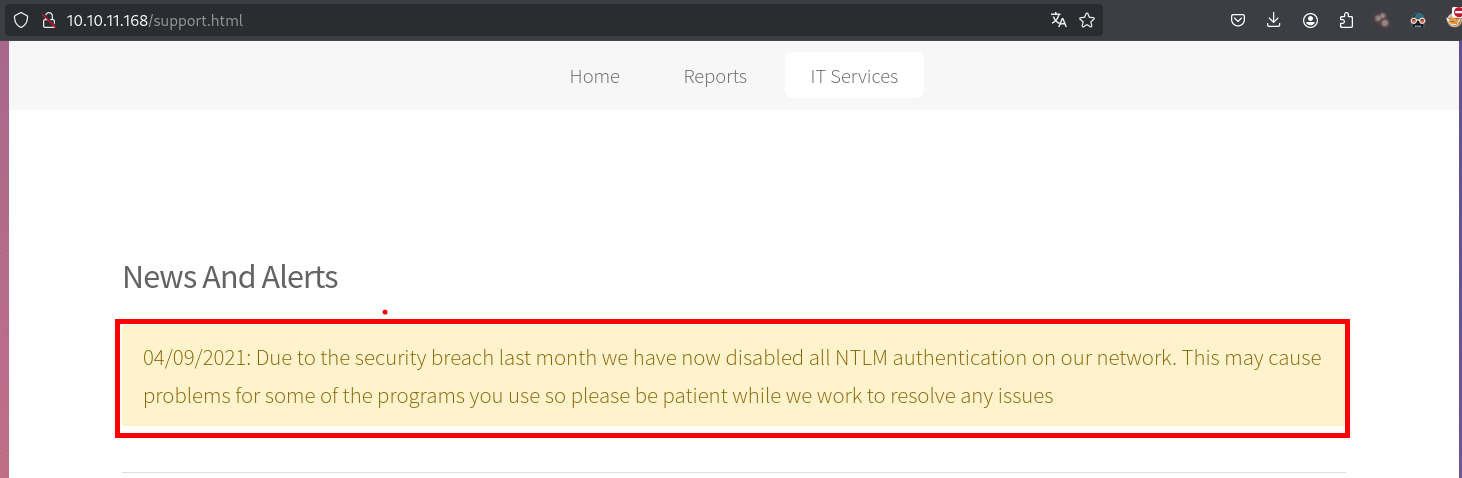 10.10.11.168/support.html
Home Reports IT Services
News And Alerts
04/09/2021: Due to the security breach last month we have now disabled all NTLM authentication on our network. This may cause
problems for some of the programs you use so please be patient while we work to resolve any issues